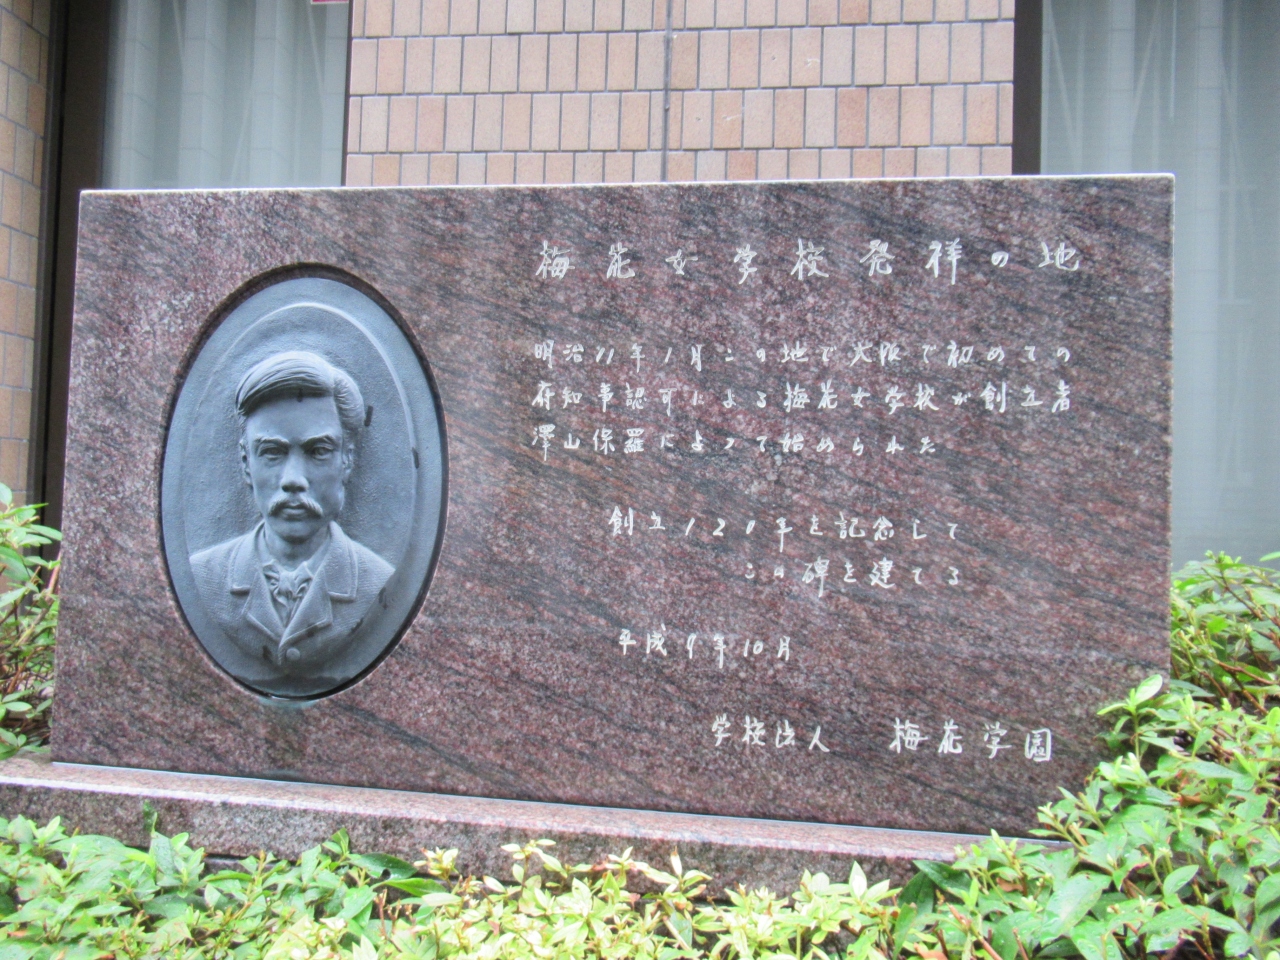 梅花女学校発祥の地
明治11年1月この地で大阪で初めての
府知事認可による梅花女学校が創立者
澤山保羅によって始められた
創立120年を記念して
この碑を建てる
平成9年10月
学校法人 梅花学園